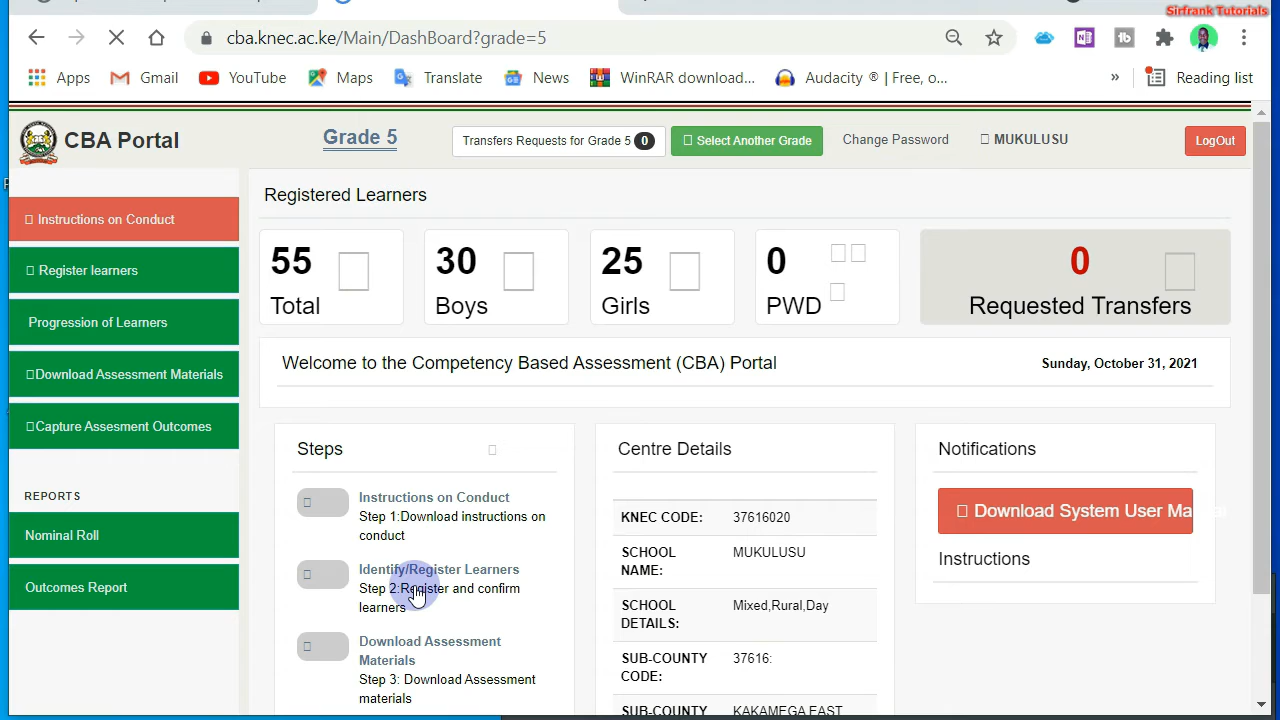 Sirfrank Tutorials
cba.knec.ac.ke/Main/DashBoard?grade=5
Apps Gmail YouTube Maps Translate News WinRAR download... Audacity ® | Free, o... » Reading list
CBA Portal
Grade 5
Transfers Requests for Grade 5 0
Select Another Grade
Change Password
MUKULUSU
LogOut
Instructions on Conduct
Register learners
Progression of Learners
Download Assessment Materials
Capture Assesment Outcomes
REPORTS
Nominal Roll
Outcomes Report
Registered Learners
55
Total
30
Boys
25
Girls
0
PWD
0
Requested Transfers
Welcome to the Competency Based Assessment (CBA) Portal
Sunday, October 31, 2021
Steps
Instructions on Conduct
Step 1:Download instructions on
conduct
Identify/Register Learners
Step 2:Register and confirm
learners
Download Assessment
Materials
Step 3: Download Assessment
materials
Centre Details
KNEC CODE: 37616020
SCHOOL NAME: MUKULUSU
SCHOOL DETAILS: Mixed,Rural,Day
SUB-COUNTY CODE: 37616:
SUB-COUNTY KAKAMEGA EAST
Notifications
Download System User Manual
Instructions